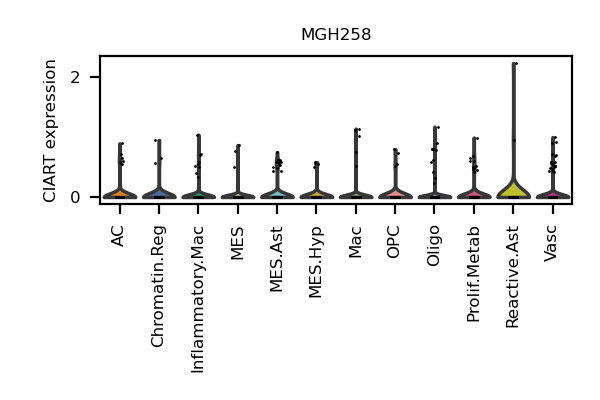 MGH258
CIART expression
2
0
AC
Chromatin.Reg
Inflammatory.Mac
MES
MES.Ast
MES.Hyp
Mac
OPC
Oligo
Prolif.Metab
Reactive.Ast
Vasc